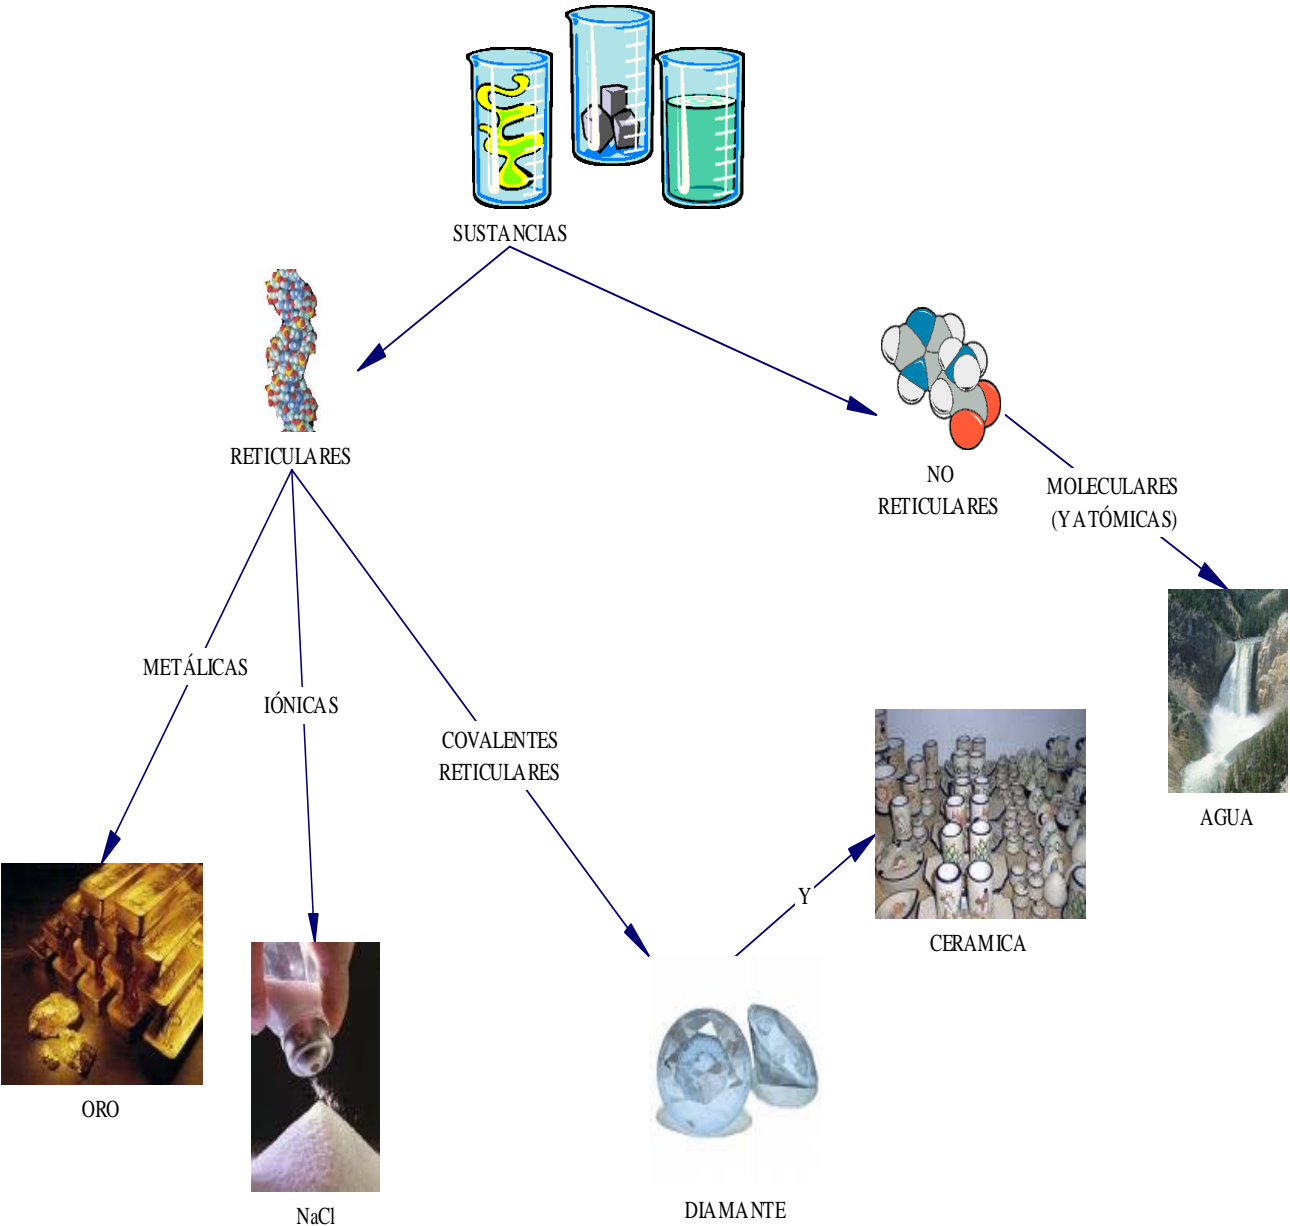 SUSTANCIAS
RETICULARES
NO
RETICULARES
MOLECULARES
(Y ATÓMICAS)
METÁLICAS
IÓNICAS
COVALENTES
RETICULARES
AGUA
Y
CERAMICA
ORO
NaCl
DIAMANTE